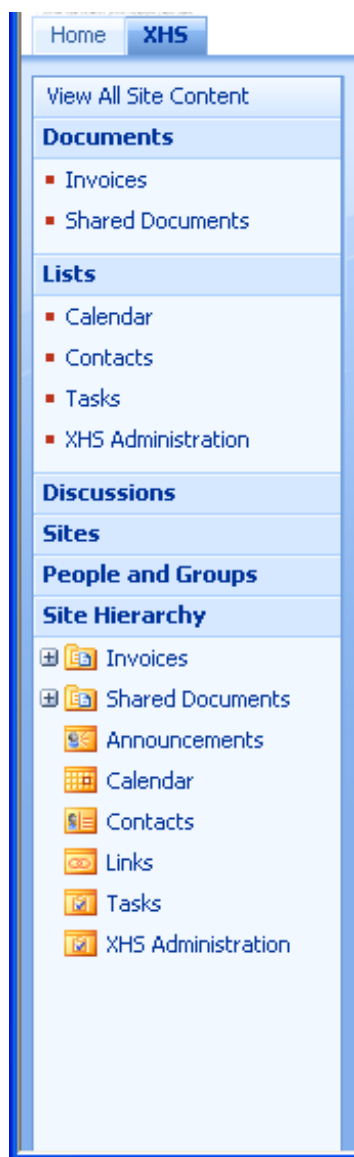 Home XHS
View All Site Content
Documents
Invoices
Shared Documents
Lists
Calendar
Contacts
Tasks
XHS Administration
Discussions
Sites
People and Groups
Site Hierarchy
Invoices
Shared Documents
Announcements
Calendar
Contacts
Links
Tasks
XHS Administration